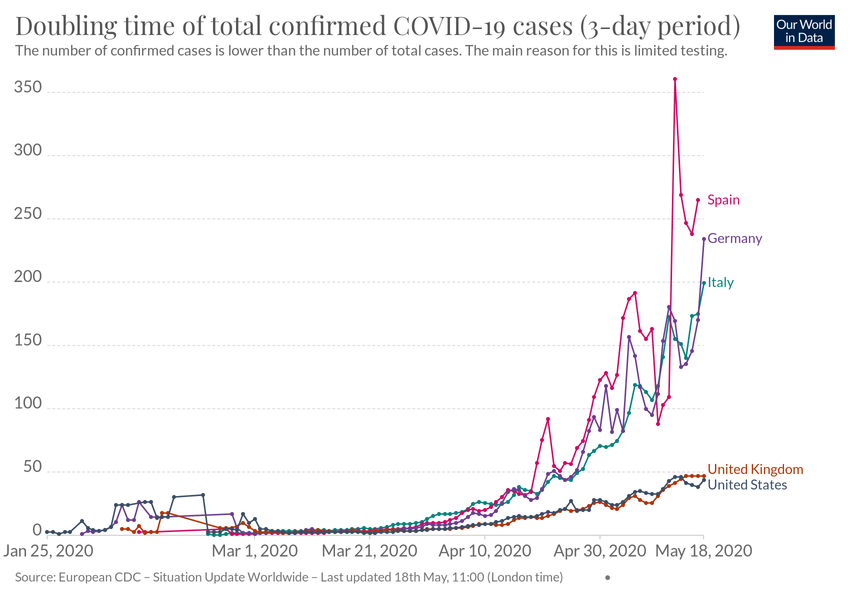 Doubling time of total confirmed COVID-19 cases (3-day period)
Our World
in Data
The number of confirmed cases is lower than the number of total cases. The main reason for this is limited testing.
350
300
250
200
150
100
50
0
Spain
Germany
Italy
United Kingdom
United States
Jan 25, 2020
Mar 1, 2020
Mar 21, 2020
Apr 10, 2020
Apr 30, 2020
May 18, 2020
Source: European CDC – Situation Update Worldwide – Last updated 18th May, 11:00 (London time)